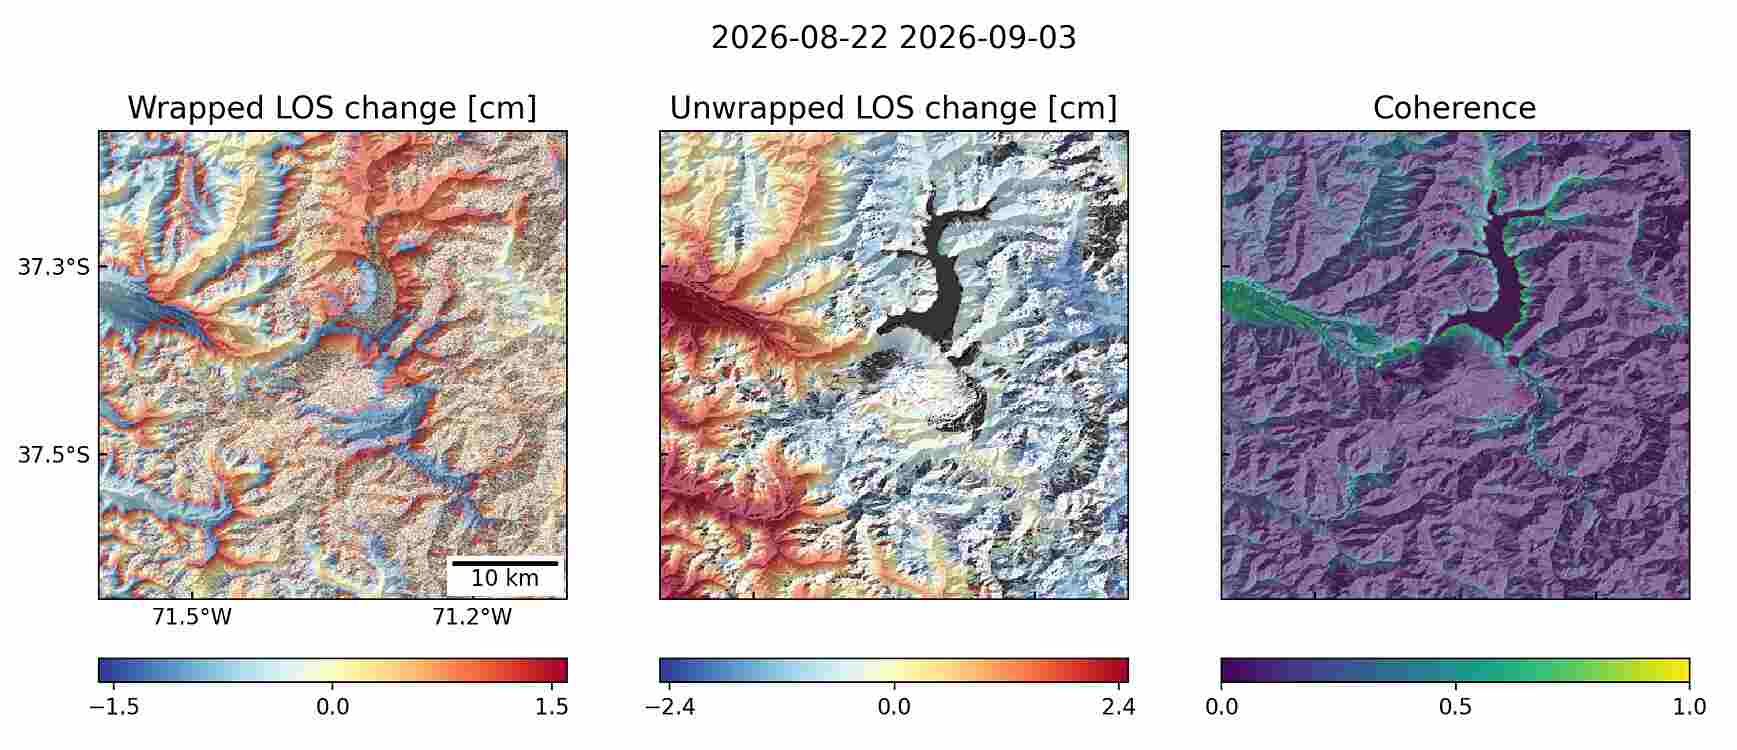 2026-08-22 2026-09-03
Wrapped LOS change [cm]
Unwrapped LOS change [cm]
Coherence
37.3°S
37.5°S
10 km
71.5°W
71.2°W
−1.5
0.0
1.5
−2.4
0.0
2.4
0.0
0.5
1.0